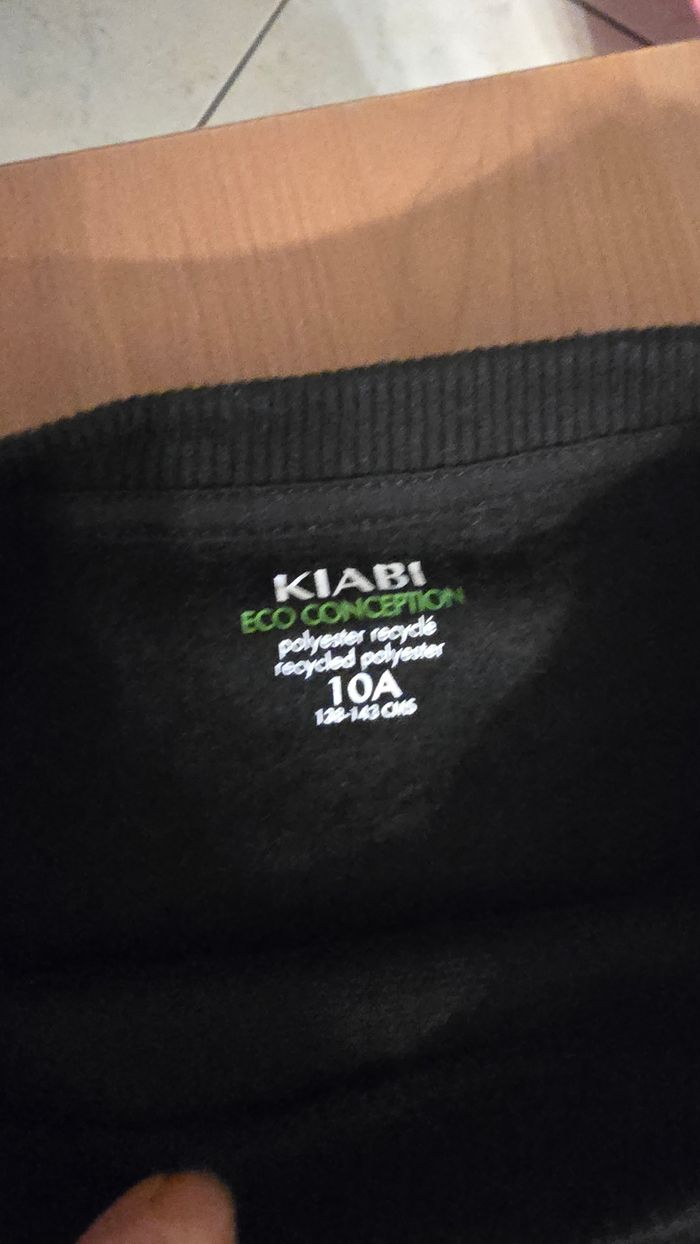 KIABI
ECO CONCEPTION
polyester recyclé
recycled polyester
10A
128-143 CMS